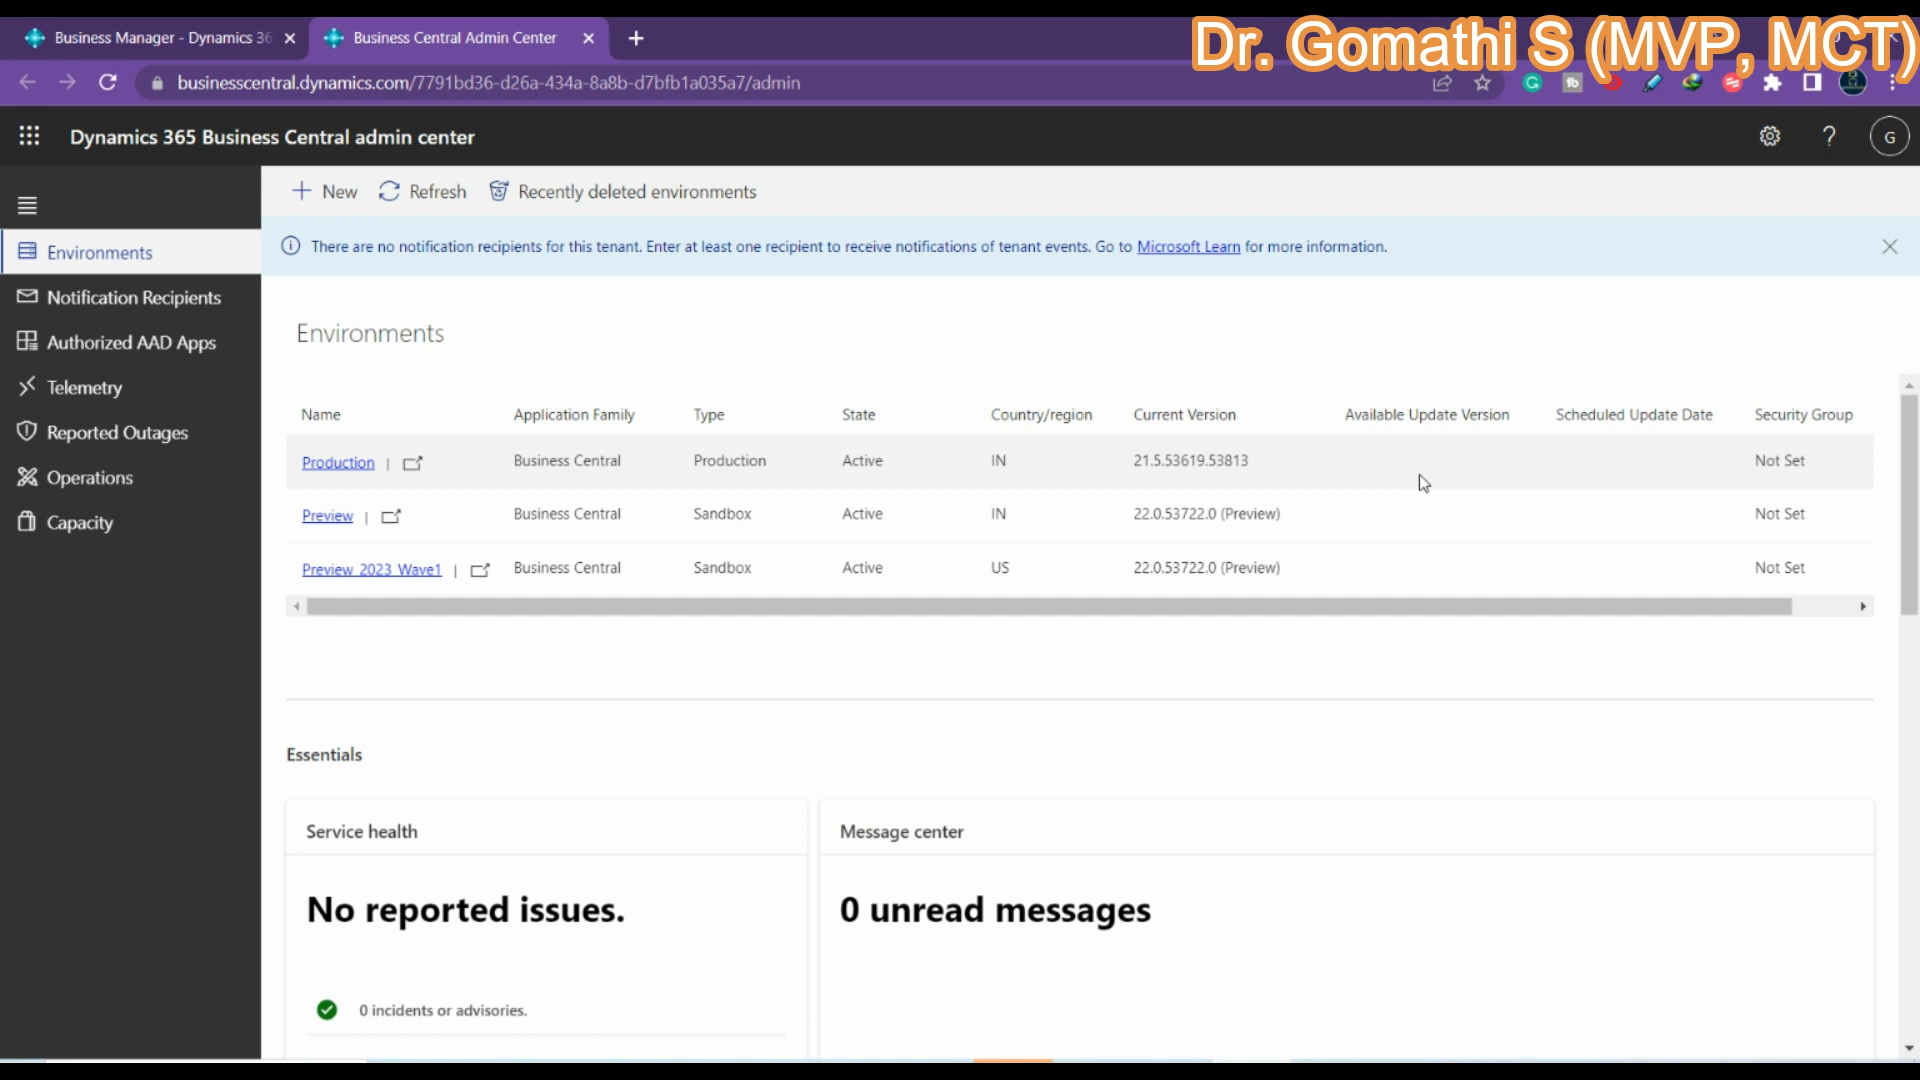 Business Manager - Dynamics 36
Business Central Admin Center
Dr. Gomathi S (MVP, MCT)
businesscentral.dynamics.com/7791bd36-d26a-434a-8a8b-d7bfb1a035a7/admin
Dynamics 365 Business Central admin center
G
New
Refresh
Recently deleted environments
There are no notification recipients for this tenant. Enter at least one recipient to receive notifications of tenant events. Go to Microsoft Learn for more information.
Environments
Notification Recipients
Authorized AAD Apps
Telemetry
Reported Outages
Operations
Capacity
Environments
Name Application Family Type State Country/region Current Version Available Update Version Scheduled Update Date Security Group
Production | Business Central Production Active IN 21.5.53619.53813 Not Set
Preview | Business Central Sandbox Active IN 22.0.53722.0 (Preview) Not Set
Preview_2023_Wave1 | Business Central Sandbox Active US 22.0.53722.0 (Preview) Not Set
Essentials
Service health
No reported issues.
0 incidents or advisories.
Message center
0 unread messages